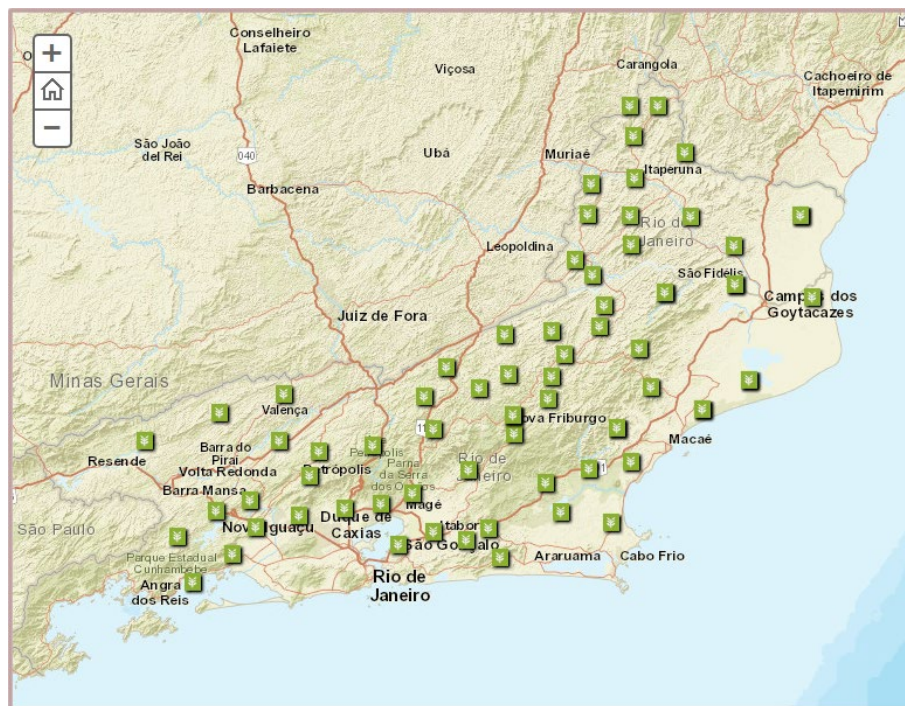 Conselheiro
Lafaiete
Viçosa
Carangola
Cachoeiro de
Itapemirim
+
−
São João
del Rei
040
Ubá
Muriaé
Itaperuna
Barbacena
Leopoldina
Rio de
Janeiro
São Fidélis
Juiz de Fora
dos
Goytacazes
Minas Gerais
Valença
Nova Friburgo
Macaé
Resende
Barra do
Piraí
Volta Redonda
Barra Mansa
Petrópolis
Parna
da Serra
dos
Rio de
Janeiro
Magé
São Paulo
Nova Iguaçu
Duque de
Caxias
São Gonçalo
Araruama
Cabo Frio
Parque Estadual
Cunhambebe
Angra
dos Reis
Rio de
Janeiro